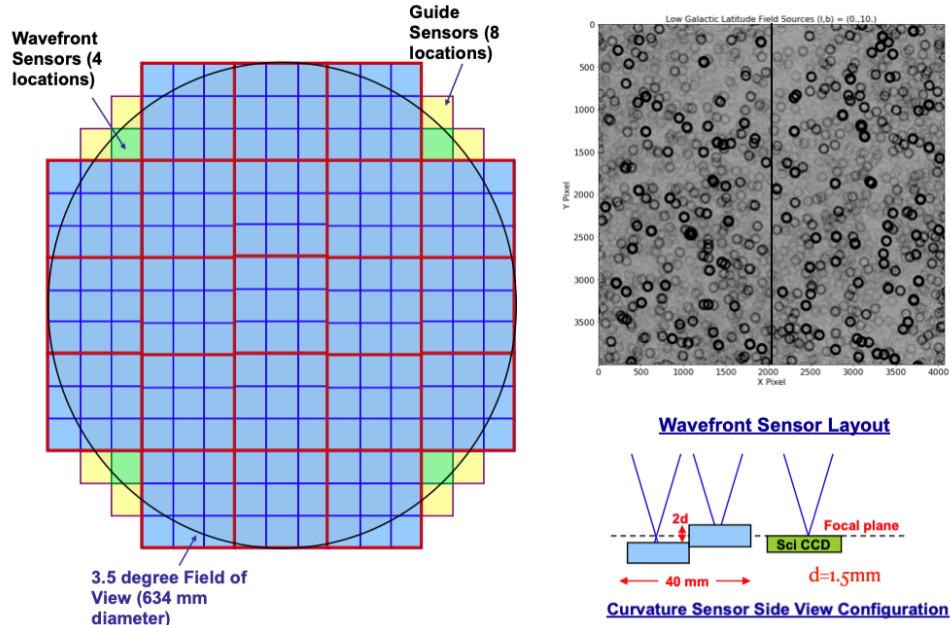 Wavefront
Sensors (4
locations)
Guide
Sensors (8
locations)
3.5 degree Field of
View (634 mm
diameter)
Low Galactic Latitude Field Sources (l,b) = (0.,10.)
0
500
1000
1500
2000
2500
3000
3500
Y Pixel
0 500 1000 1500 2000 2500 3000 3500 4000
X Pixel
Wavefront Sensor Layout
2d
Focal plane
Sci CCD
40 mm
d=1.5mm
Curvature Sensor Side View Configuration